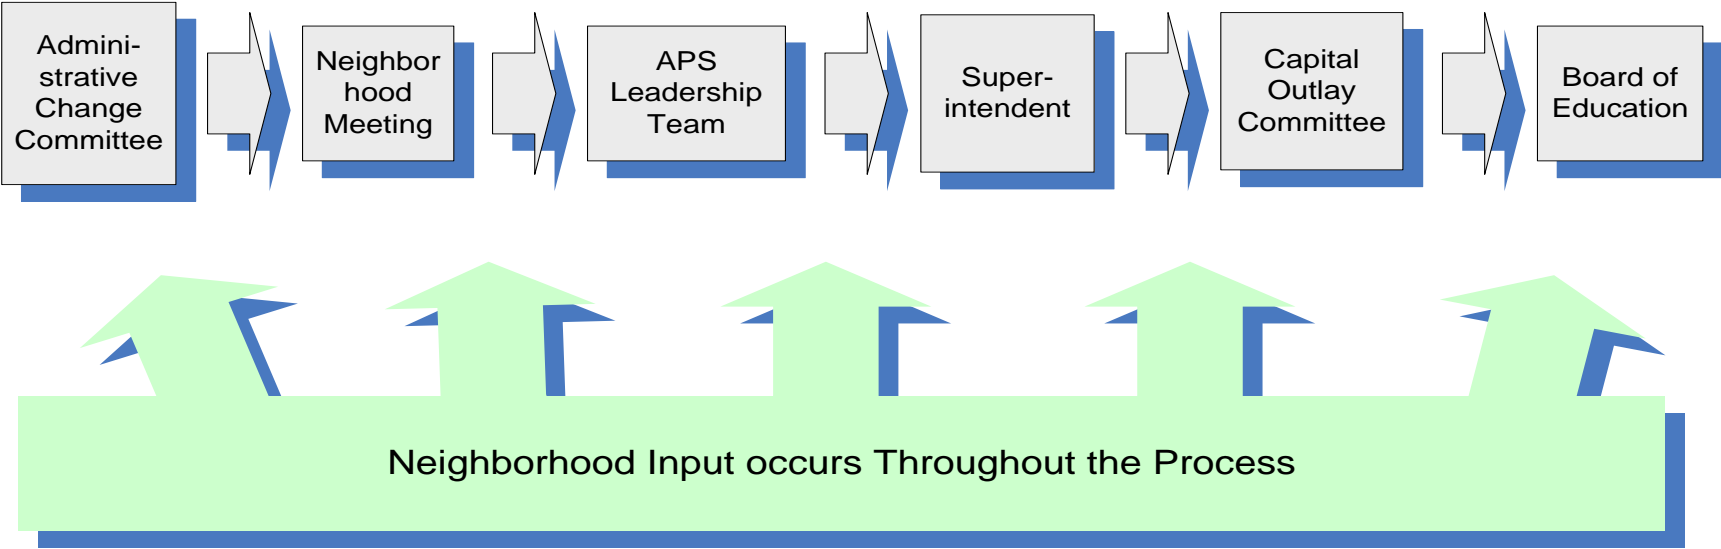 Admini-
strative
Change
Committee
Neighbor
hood
Meeting
APS
Leadership
Team
Super-
intendent
Capital
Outlay
Committee
Board of
Education
Neighborhood Input occurs Throughout the Process